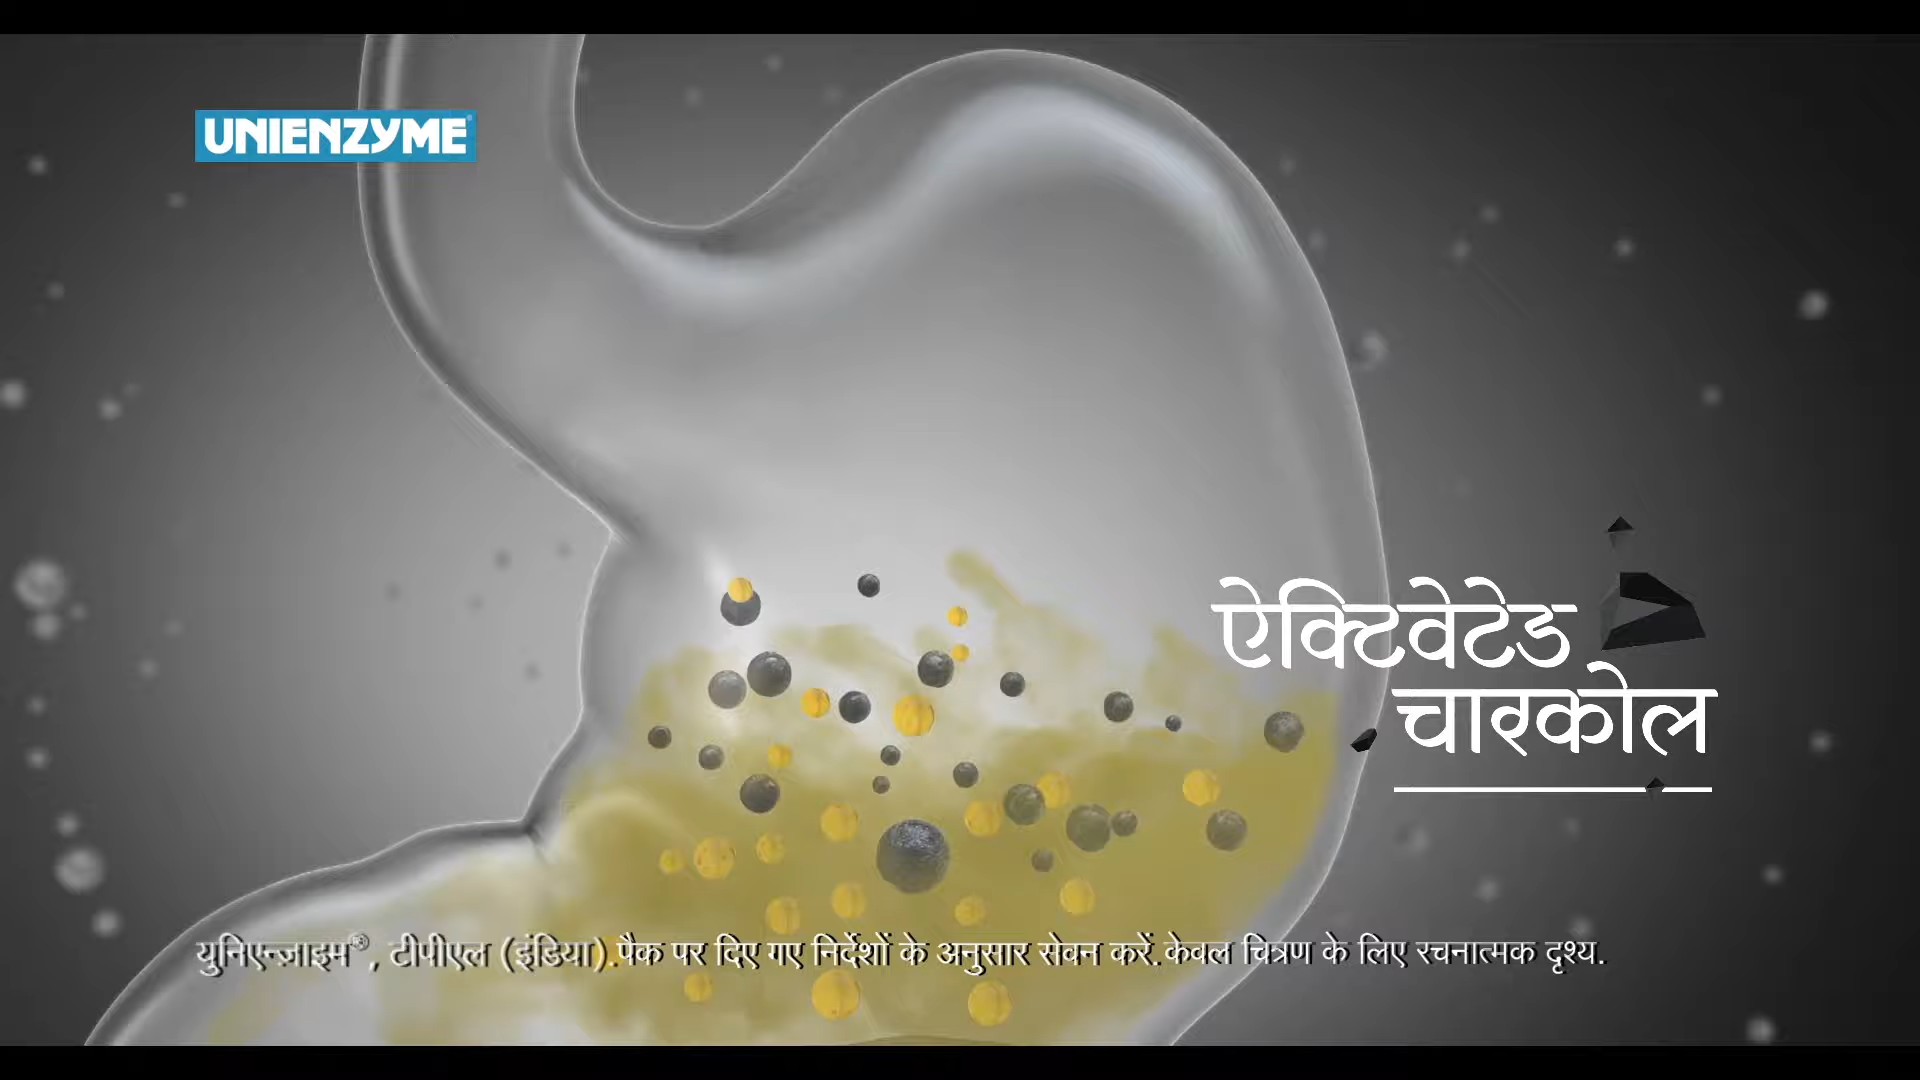 UNIENZYME®
ऐक्टिवेटेड
चारकोल
युनिएन्ज़ाइम®, टीपीएल (इंडिया). पैक पर दिए गए निर्देशों के अनुसार सेवन करें. केवल चित्रण के लिए रचनात्मक दृश्य.